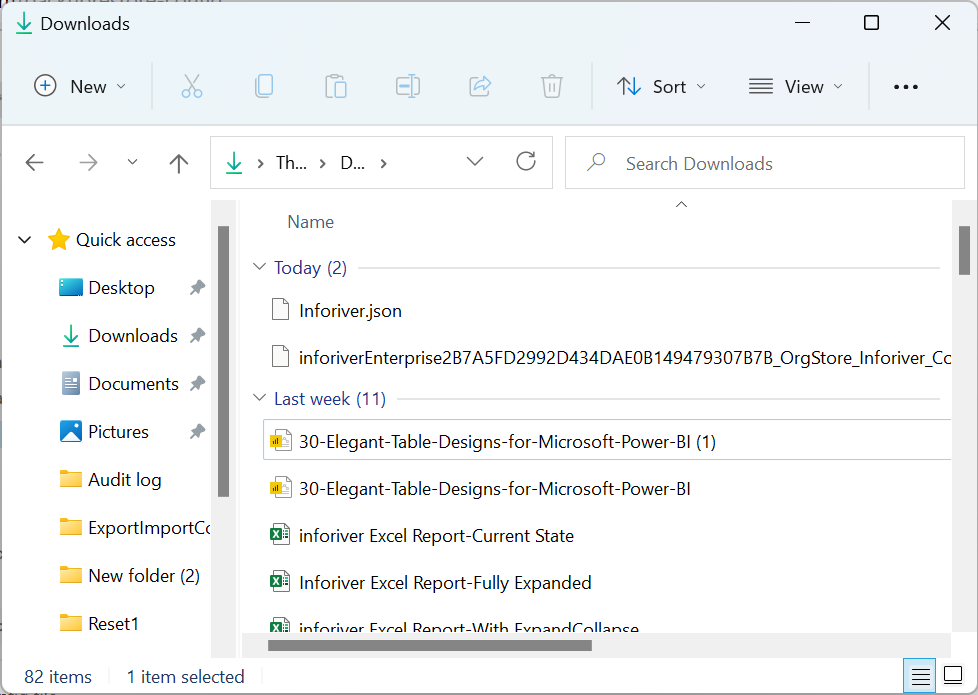 Downloads
New
Sort
View
Th... D...
Search Downloads
Name
Quick access
Desktop
Downloads
Documents
Pictures
Audit log
ExportImportCo
New folder (2)
Reset1
Today (2)
Inforiver.json
inforiverEnterprise2B7A5FD2992D434DAE0B149479307B7B_OrgStore_Inforiver_Co
Last week (11)
30-Elegant-Table-Designs-for-Microsoft-Power-BI (1)
30-Elegant-Table-Designs-for-Microsoft-Power-BI
inforiver Excel Report-Current State
Inforiver Excel Report-Fully Expanded
inforiver Excel Report-With ExpandCollapse
82 items
1 item selected